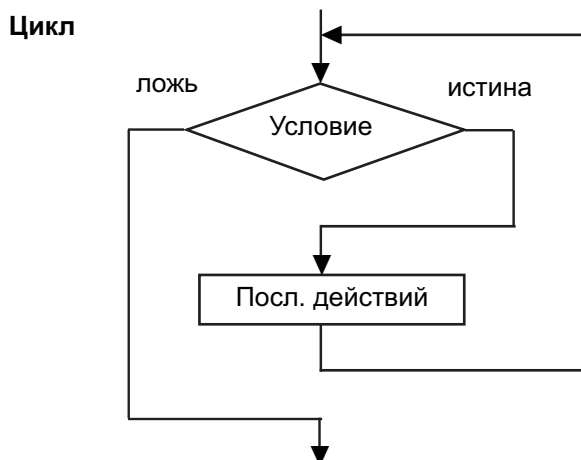 Цикл
ложь
истина
Условие
Посл. действий